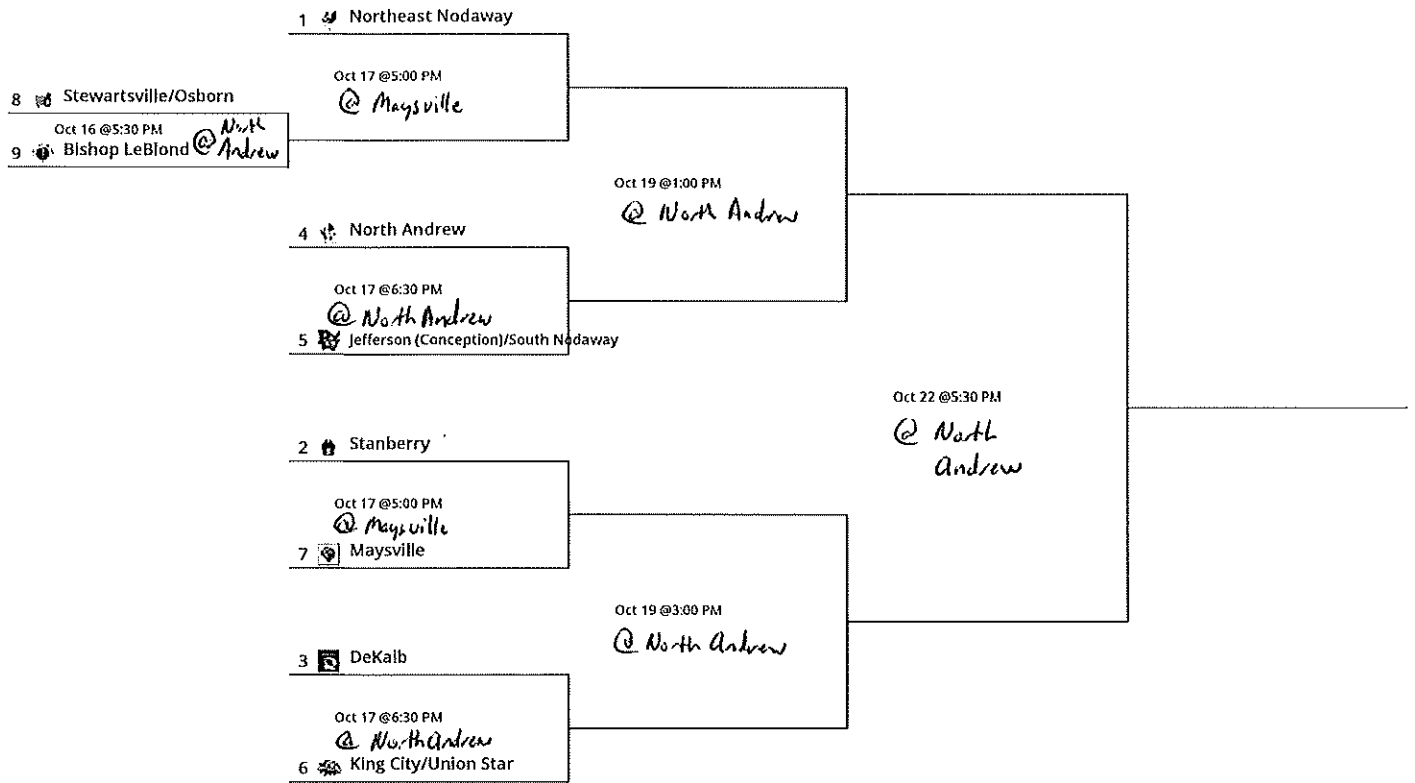 1 Northeast Nodaway
Oct 17 @5:00 PM
@ Maysville
8 Stewartsville/Osborn
Oct 16 @5:30 PM @ North
9 Bishop LeBlond Andrew
Oct 19 @1:00 PM
@ North Andrew
4 North Andrew
Oct 17 @6:30 PM
@ North Andrew
5 Jefferson (Conception)/South Nodaway
Oct 22 @5:30 PM
@ North
Andrew
2 Stanberry
Oct 17 @5:00 PM
@ Maysville
7 Maysville
Oct 19 @3:00 PM
@ North Andrew
3 DeKalb
Oct 17 @6:30 PM
@ North Andrew
6 King City/Union Star